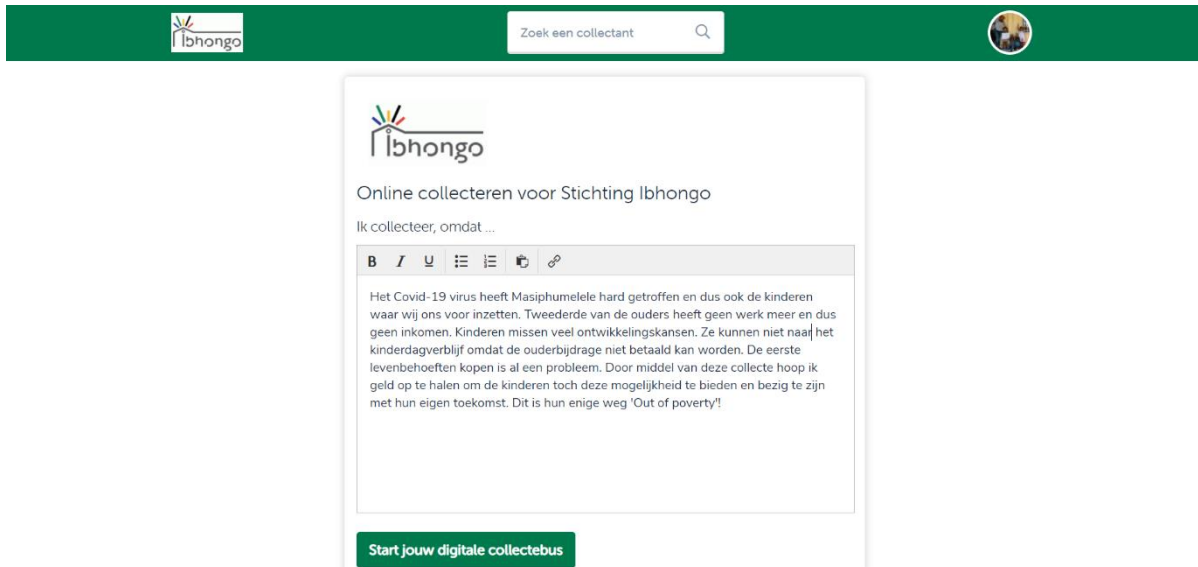 Ibhongo
Zoek een collectant
Ibhongo
Online collecteren voor Stichting Ibhongo
Ik collecteer, omdat ...
B I U
Het Covid-19 virus heeft Masiphumelele hard getroffen en dus ook de kinderen
waar wij ons voor inzetten. Tweederde van de ouders heeft geen werk meer en dus
geen inkomen. Kinderen missen veel ontwikkelingskansen. Ze kunnen niet naar het
kinderdagverblijf omdat de ouderbijdrage niet betaald kan worden. De eerste
levenbehoeften kopen is al een probleem. Door middel van deze collecte hoop ik
geld op te halen om de kinderen toch deze mogelijkheid te bieden en bezig te zijn
met hun eigen toekomst. Dit is hun enige weg 'Out of poverty'!
Start jouw digitale collectebus